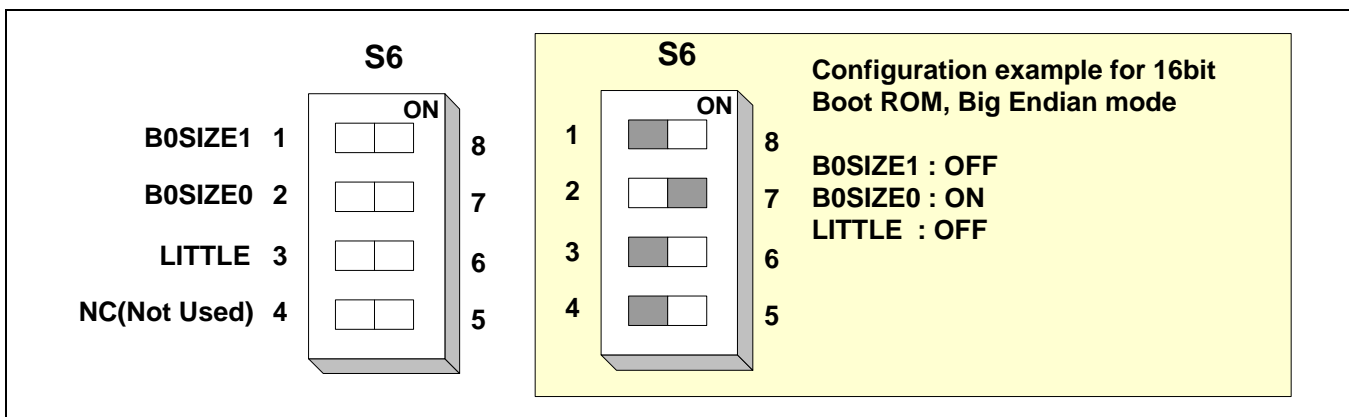 S6
ON
B0SIZE1 1 8
B0SIZE0 2 7
LITTLE 3 6
NC(Not Used) 4 5
S6
ON
1 8
2 7
3 6
4 5
Configuration example for 16bit
Boot ROM, Big Endian mode
B0SIZE1 : OFF
B0SIZE0 : ON
LITTLE : OFF